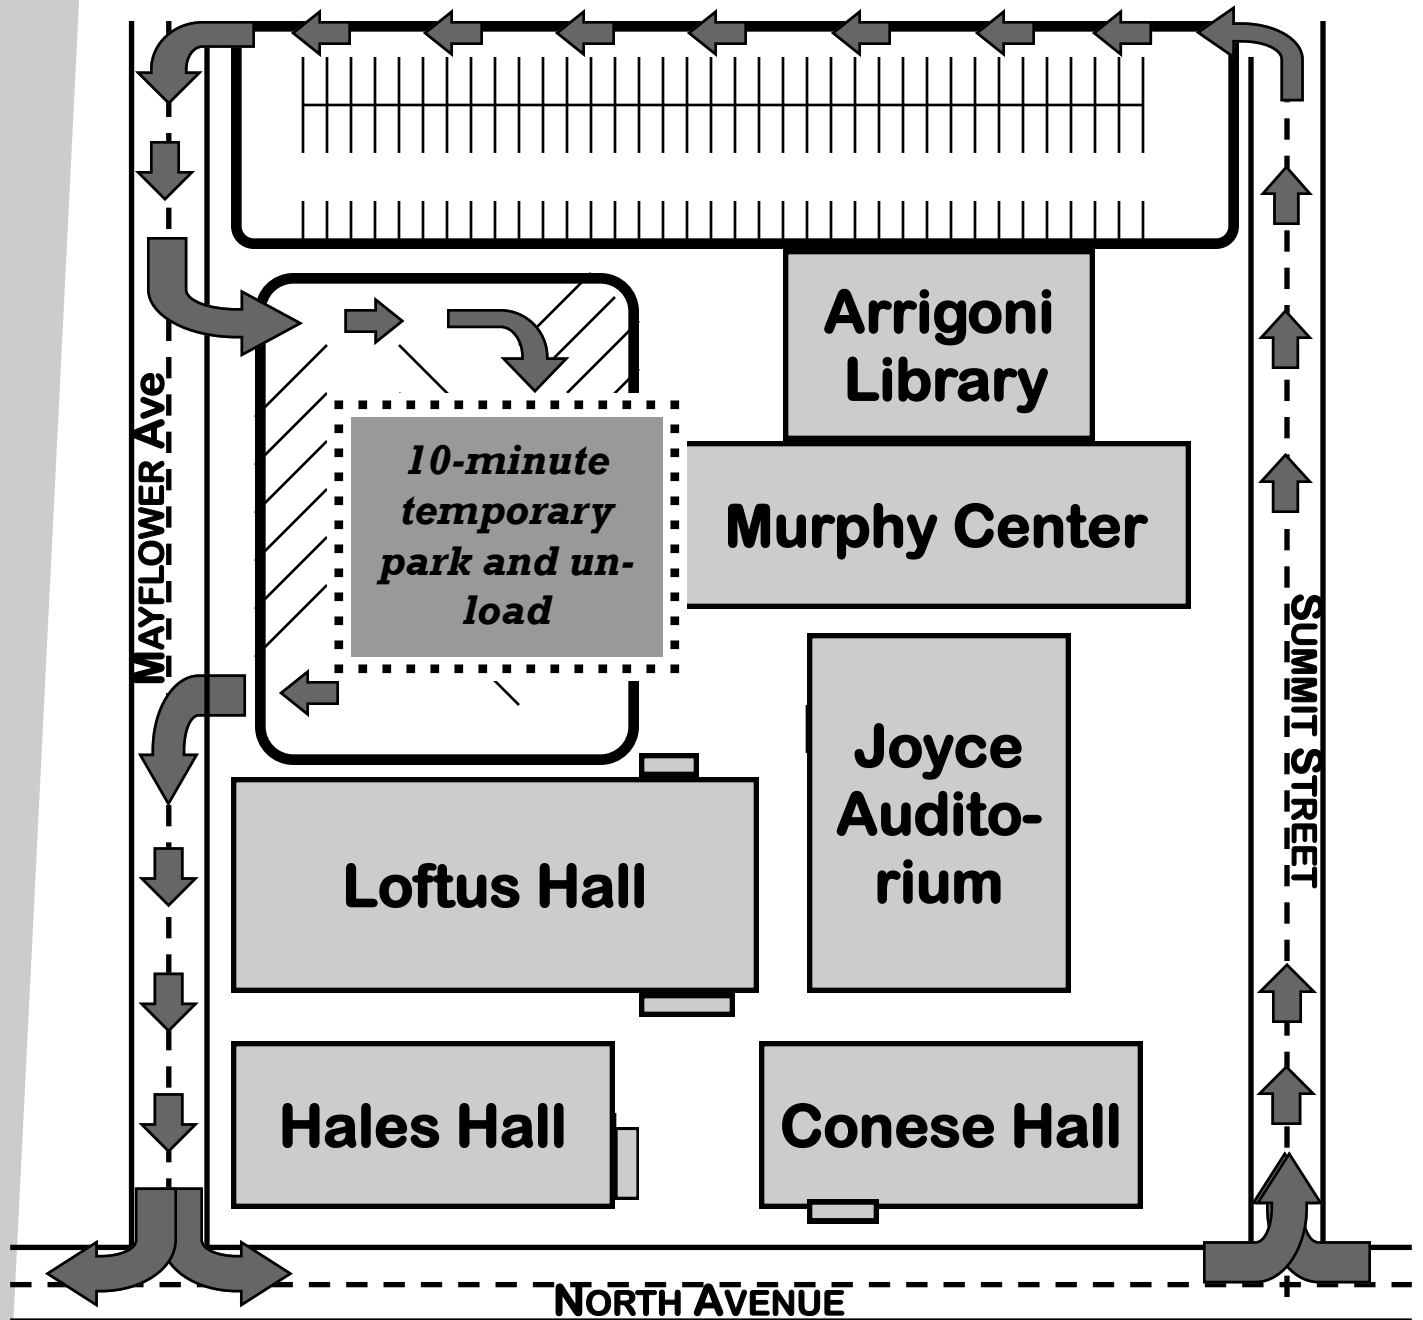 Arrigoni
Library
10-minute
temporary
park and un-
load
Murphy Center
MAYFLOWER AVE
SUMMIT STREET
Joyce
Audito-
rium
Loftus Hall
Hales Hall
Conese Hall
NORTH AVENUE